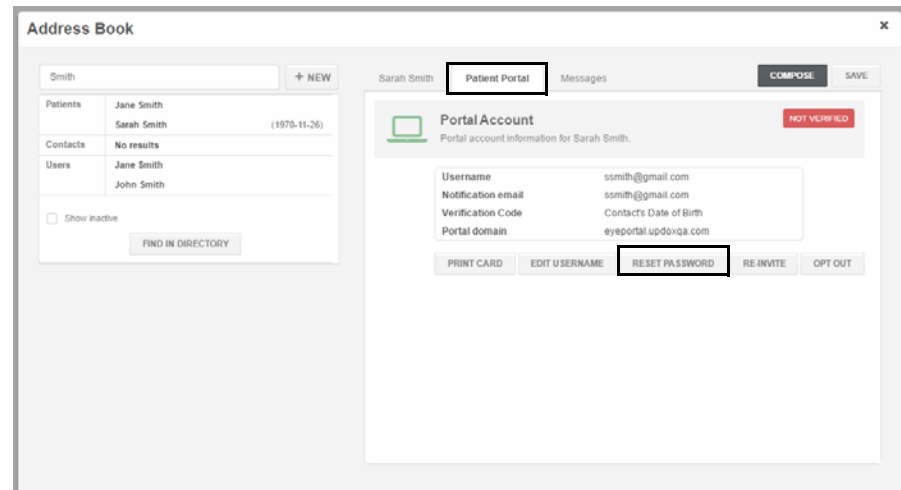 Address Book
×
Smith
+ NEW
Patients Jane Smith
Sarah Smith (1970-11-26)
Contacts No results
Users Jane Smith
John Smith
Show inactive
FIND IN DIRECTORY
Sarah Smith Patient Portal Messages COMPOSE SAVE
Portal Account NOT VERIFIED
Portal account information for Sarah Smith.
Username ssmith@gmail.com
Notification email ssmith@gmail.com
Verification Code Contact's Date of Birth
Portal domain eyeportal.updoxqa.com
PRINT CARD EDIT USERNAME RESET PASSWORD RE-INVITE OPT OUT